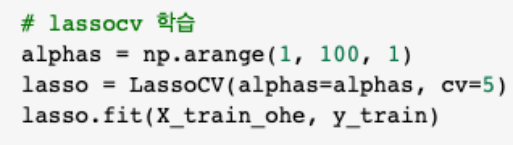 # lassocv 학습
alphas = np.arange(1, 100, 1)
lasso = LassoCV(alphas=alphas, cv=5)
lasso.fit(X_train_ohe, y_train)